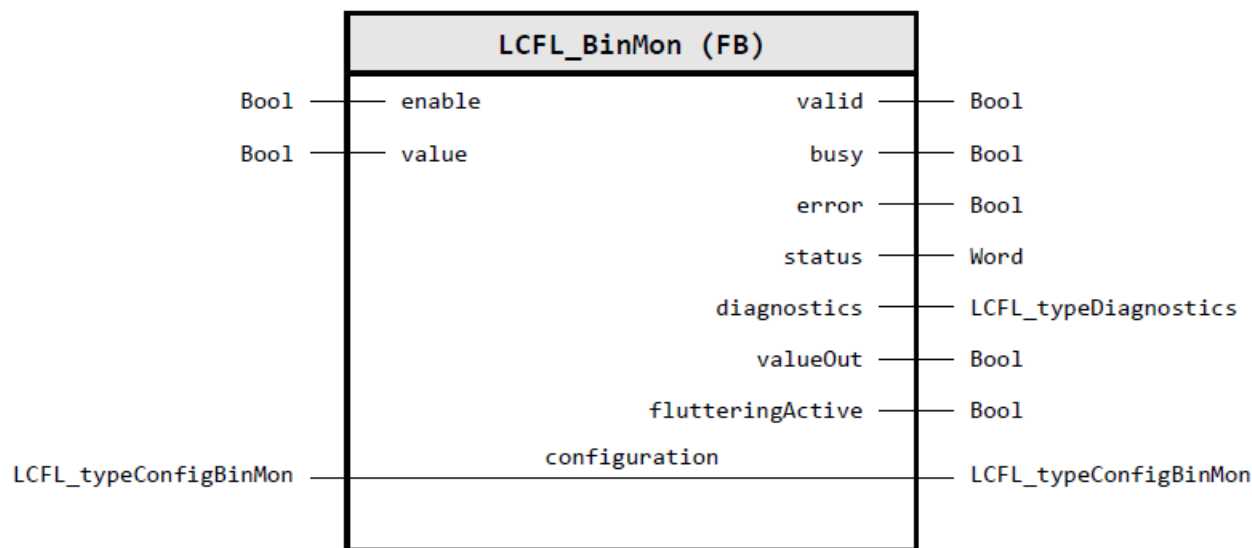 LCFL_BinMon (FB)
Bool enable valid Bool
Bool value busy Bool
error Bool
status Word
diagnostics LCFL_typeDiagnostics
valueOut Bool
flutteringActive Bool
configuration
LCFL_typeConfigBinMon LCFL_typeConfigBinMon